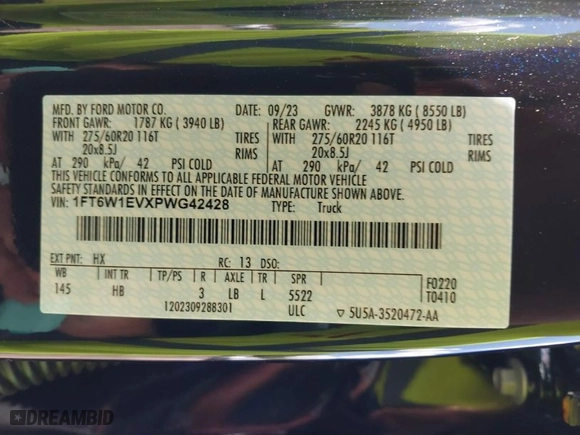 MFD. BY FORD MOTOR CO. DATE: 09/23 GVWR: 3878 KG ( 8550 LB)
FRONT GAWR: 1787 KG ( 3940 LB) REAR GAWR: 2245 KG ( 4950 LB)
WITH 275/60R20 116T TIRES WITH 275/60R20 116T TIRES
20x8.5J RIMS 20x8.5J RIMS
AT 290 kPa/ 42 PSI COLD AT 290 kPa/ 42 PSI COLD
THIS VEHICLE CONFORMS TO ALL APPLICABLE FEDERAL MOTOR VEHICLE
SAFETY STANDARDS IN EFFECT ON THE DATE OF MANUFACTURE SHOWN ABOVE.
VIN: 1FT6W1EVXPWG42428 TYPE: Truck
EXT PNT: HX RC: 13 DSO:
WB INT TR TP/PS R AXLE TR SPR F0220
145 HB 3 LB L 5522 T0410
1202309288301 ULC ▽ 5U5A-3520472-AA
DREAMBID